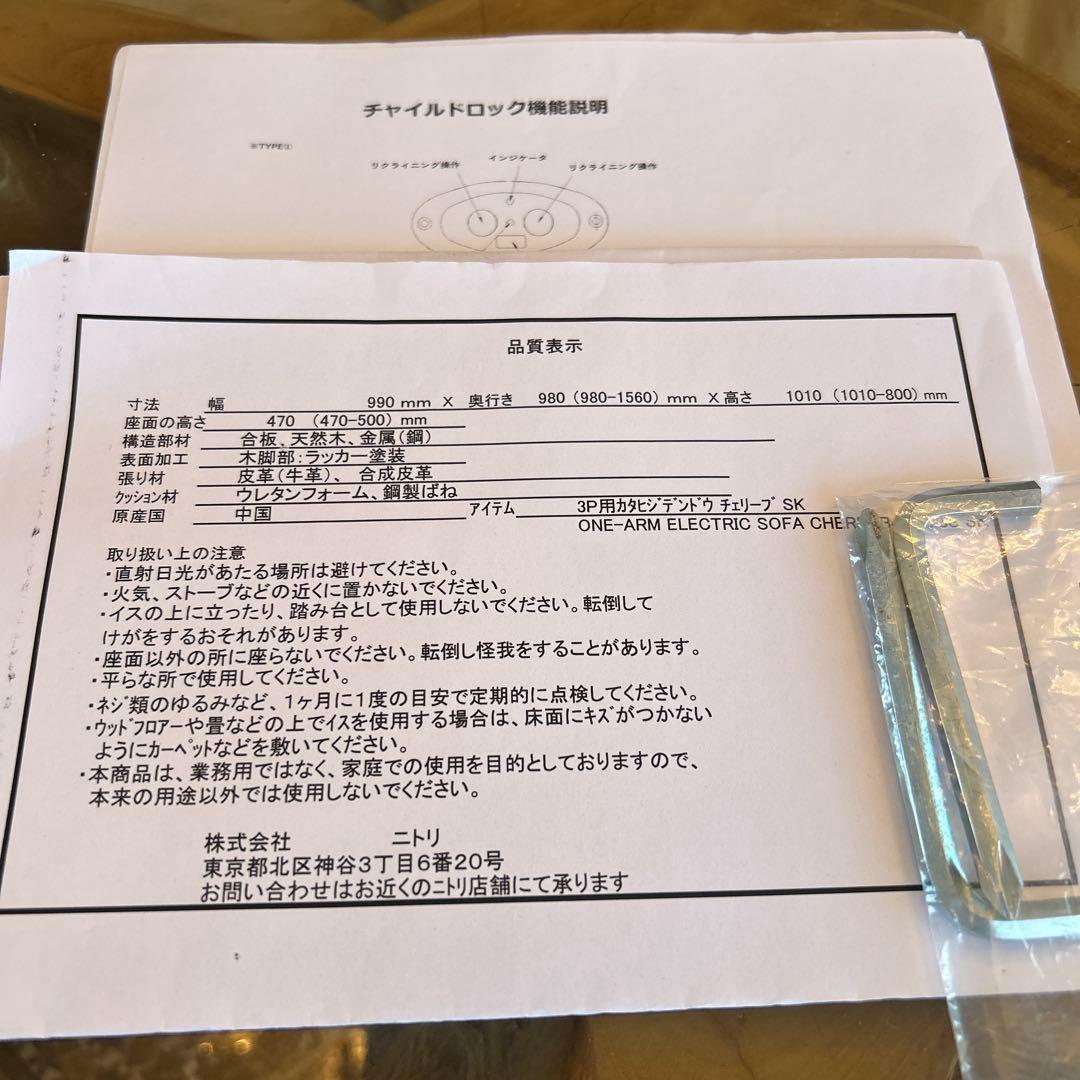 チャイルドロック機能説明
※TYPE②
リクライニング操作 インジケータ リクライニング操作
品質表示
寸法 幅 990 mm X 奥行き 980 (980-1560) mm X 高さ 1010 (1010-800) mm
座面の高さ 470 (470-500) mm
構造部材 合板、天然木、金属(鋼)
表面加工 木脚部:ラッカー塗装
張り材 皮革(牛革)、 合成皮革
クッション材 ウレタンフォーム、鋼製ばね
原産国 中国 アイテム 3P用カタヒジデンドウ チェリーブ SK
ONE-ARM ELECTRIC SOFA
取り扱い上の注意
・直射日光があたる場所は避けてください。
・火気、ストーブなどの近くに置かないでください。
・イスの上に立ったり、踏み台として使用しないでください。転倒して
けがをするおそれがあります。
・座面以外の所に座らないでください。転倒し怪我をすることがあります。
・平らな所で使用してください。
・ネジ類のゆるみなど、1ヶ月に1度の目安で定期的に点検してください。
・ウッドフロアーや畳などの上でイスを使用する場合は、床面にキズがつかない
ようにカーペットなどを敷いてください。
・本商品は、業務用ではなく、家庭での使用を目的としておりますので、
本来の用途以外では使用しないでください。
株式会社 ニトリ
東京都北区神谷3丁目6番20号
お問い合わせはお近くのニトリ店舗にて承ります